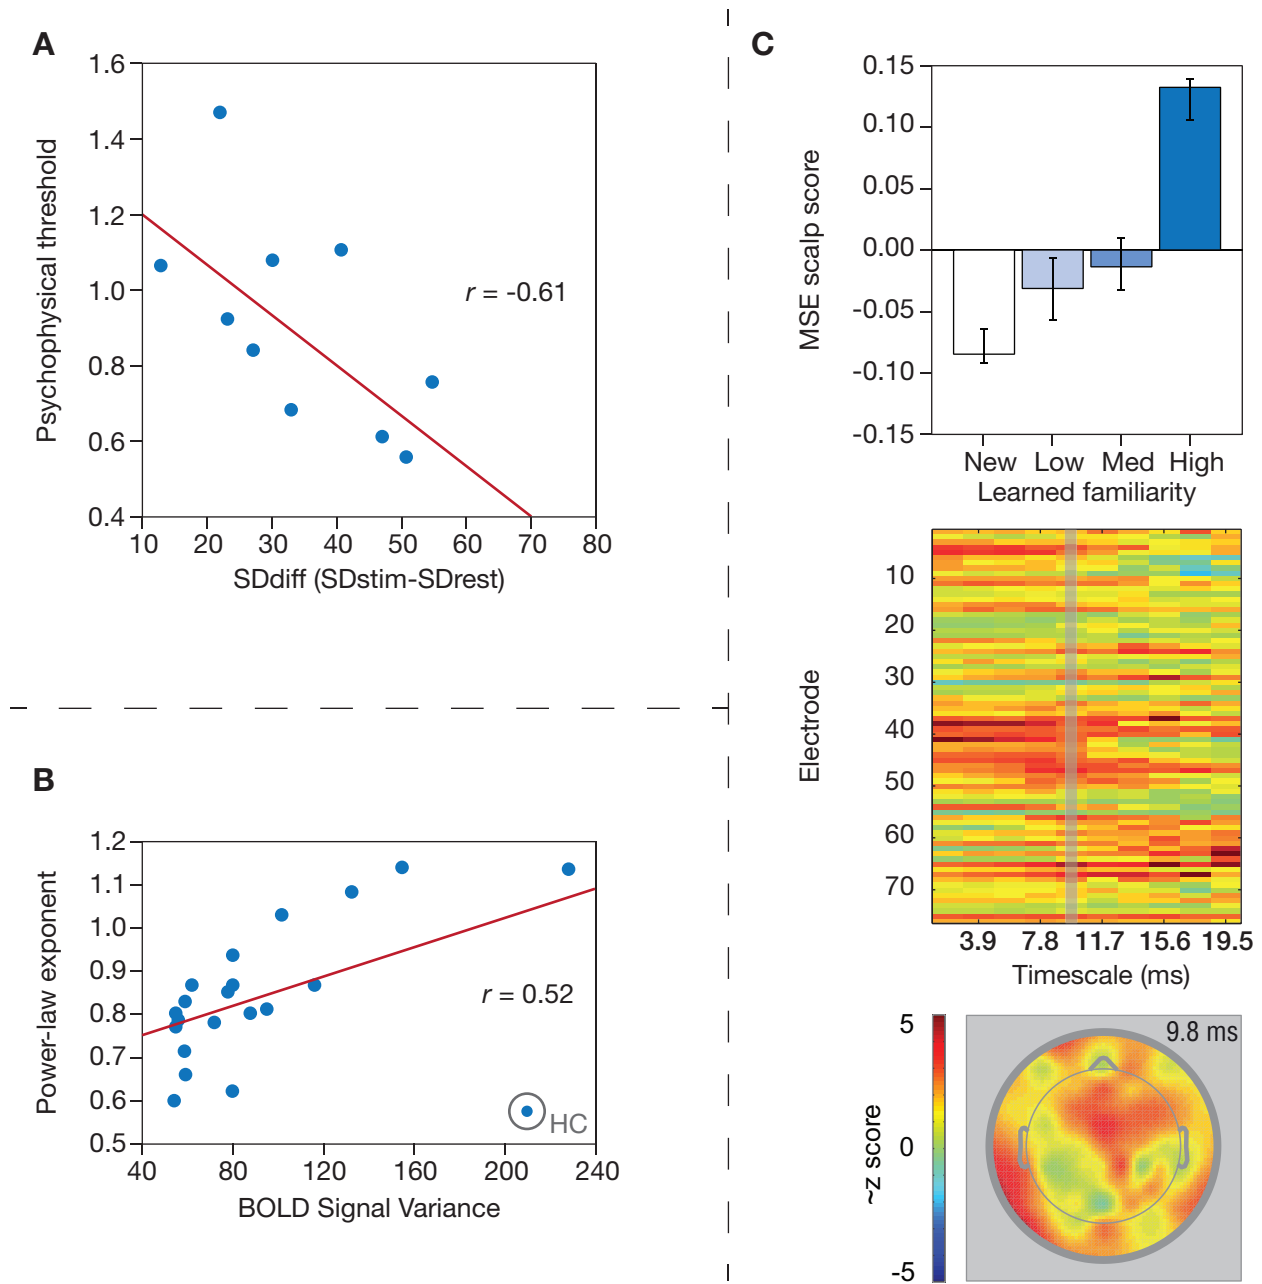 A
1.6
1.4
1.2
1.0
0.8
0.6
0.4
Psychophysical threshold
r = -0.61
10 20 30 40 50 60 70 80
SDdiff (SDstim-SDrest)
B
1.2
1.1
1.0
0.9
0.8
0.7
0.6
0.5
Power-law exponent
r = 0.52
HC
40 80 120 160 200 240
BOLD Signal Variance
C
0.15
0.10
0.05
0.00
-0.05
-0.10
-0.15
MSE scalp score
New Low Med High
Learned familiarity
10
20
30
40
50
60
70
Electrode
3.9 7.8 11.7 15.6 19.5
Timescale (ms)
5
0
-5
~z score
9.8 ms